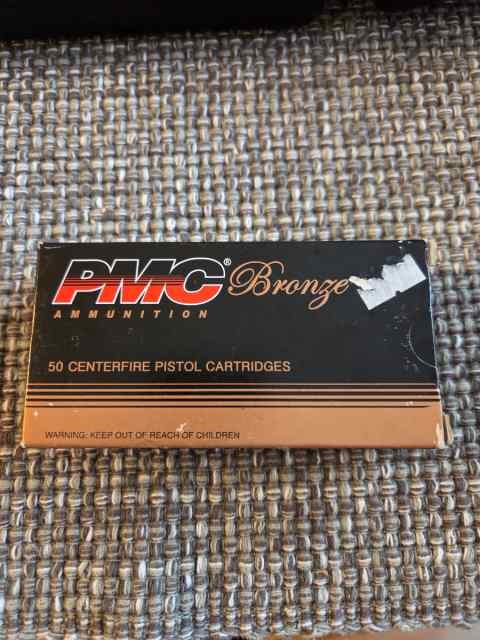 PMC® Bronze
AMMUNITION
50 CENTERFIRE PISTOL CARTRIDGES
WARNING: KEEP OUT OF REACH OF CHILDREN